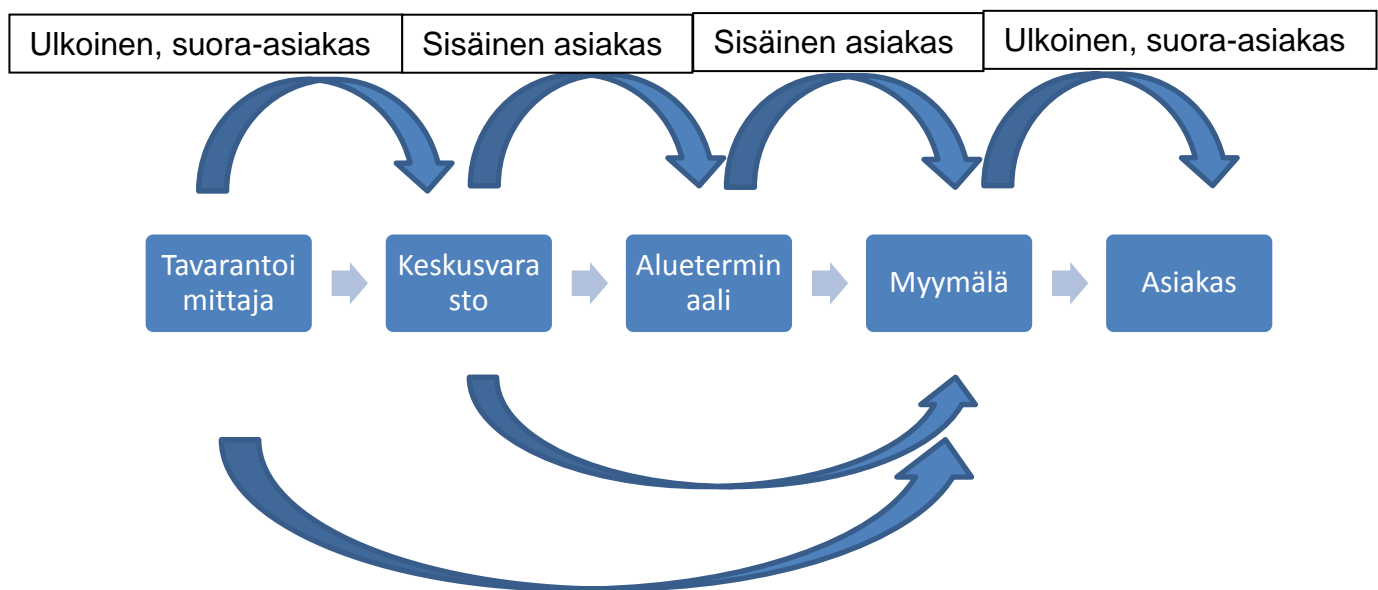 Ulkoinen, suora-asiakas
Sisäinen asiakas
Sisäinen asiakas
Ulkoinen, suora-asiakas
Tavarantoi
mittaja
Keskusvara
sto
Aluetermin
aali
Myymälä
Asiakas